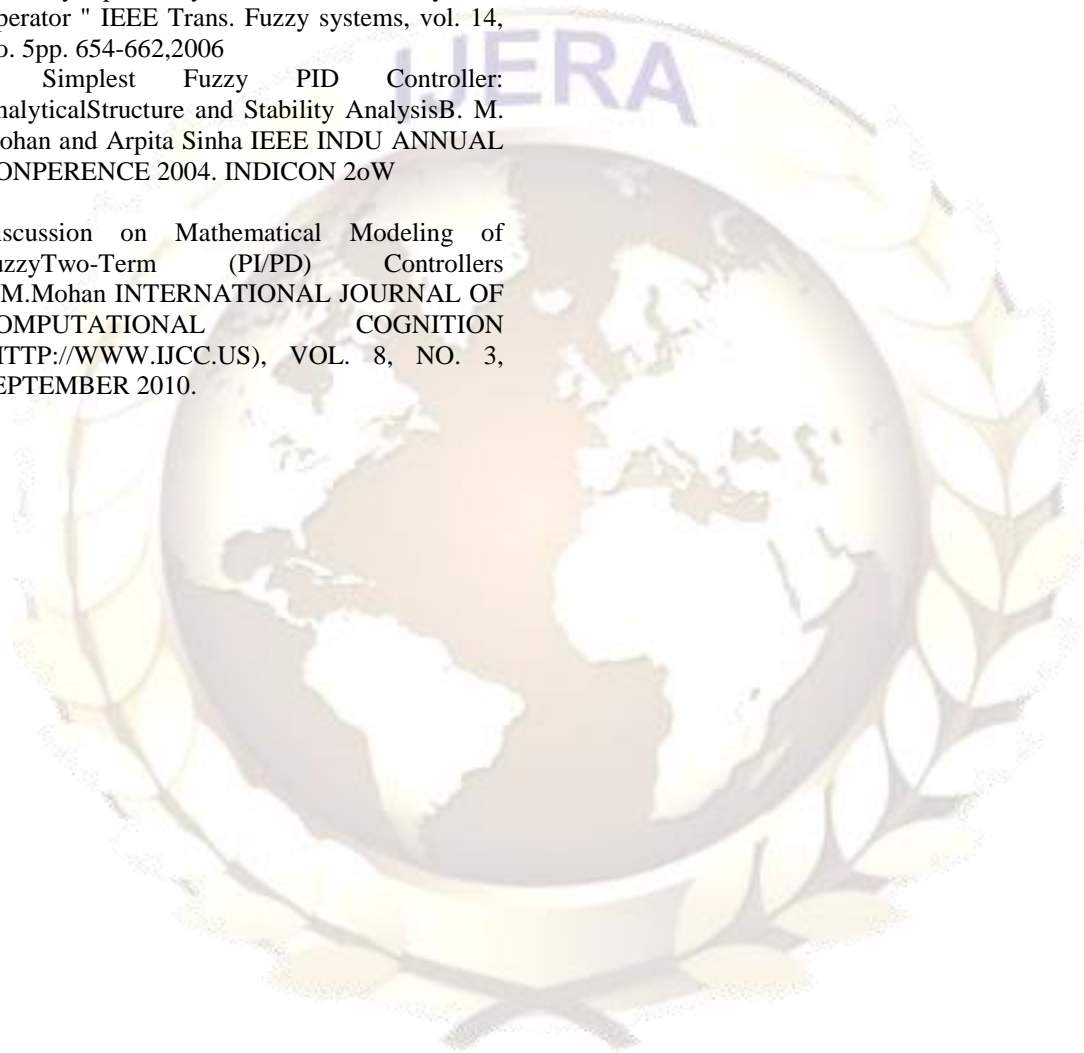 perator " IEEE Trans. Fuzzy systems, vol. 14,
o. 5pp. 654-662,2006
Simplest Fuzzy PID Controller:
nalyticalStructure and Stability AnalysisB. M.
ohan and Arpita Sinha IEEE INDU ANNUAL
ONPERENCE 2004. INDICON 2oW
iscussion on Mathematical Modeling of
uzzyTwo-Term (PI/PD) Controllers
.M.Mohan INTERNATIONAL JOURNAL OF
OMPUTATIONAL COGNITION
HTTP://WWW.IJCC.US), VOL. 8, NO. 3,
EPTEMBER 2010.
IJERA